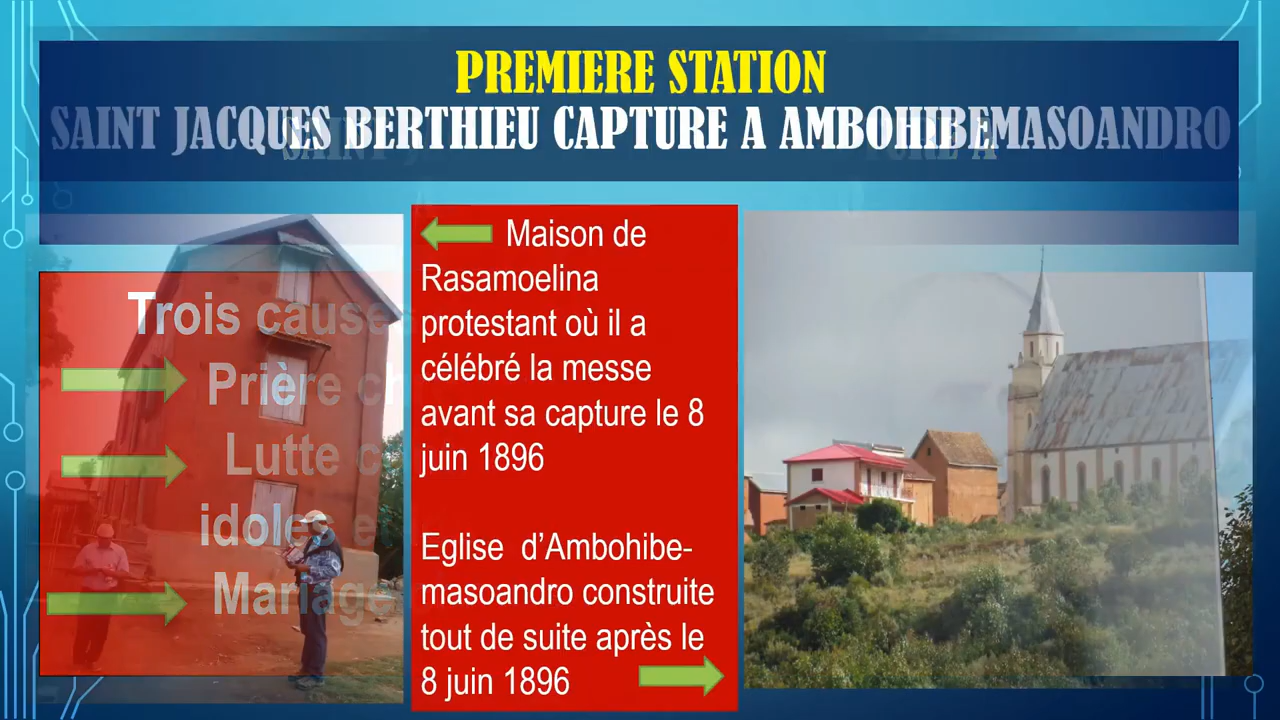 PREMIERE STATION
SAINT JACQUES BERTHIEU CAPTURE A AMBOHIBEMASOANDRO
Maison de
Rasamoelina
protestant où il a
célébré la messe
avant sa capture le 8
juin 1896
Eglise d’Ambohibe-
masoandro construite
tout de suite après le
8 juin 1896
Trois causes
Prière
Lutte
idoles
Mariage